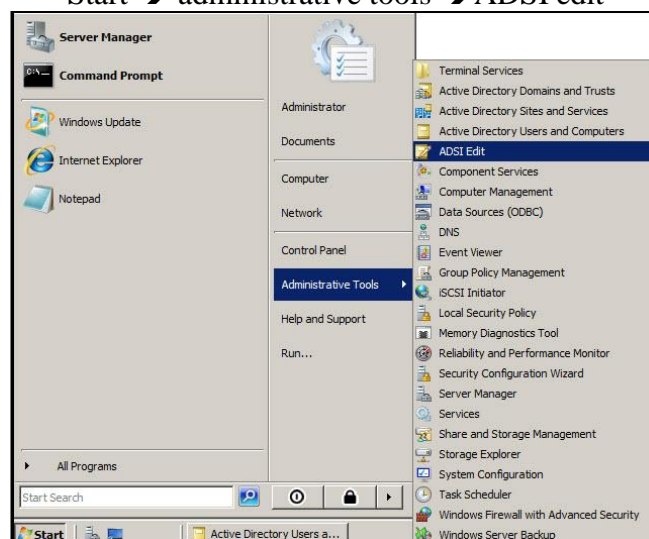 Start ➔ administrative tools ➔ ADSI edit
Server Manager
Command Prompt
Windows Update
Internet Explorer
Notepad
All Programs
Start Search
Administrator
Documents
Computer
Network
Control Panel
Administrative Tools
Help and Support
Run...
Terminal Services
Active Directory Domains and Trusts
Active Directory Sites and Services
Active Directory Users and Computers
ADSI Edit
Component Services
Computer Management
Data Sources (ODBC)
DNS
Event Viewer
Group Policy Management
iSCSI Initiator
Local Security Policy
Memory Diagnostics Tool
Reliability and Performance Monitor
Security Configuration Wizard
Server Manager
Services
Share and Storage Management
Storage Explorer
System Configuration
Task Scheduler
Windows Firewall with Advanced Security
Windows Server Backup
Start
Active Directory Users a...